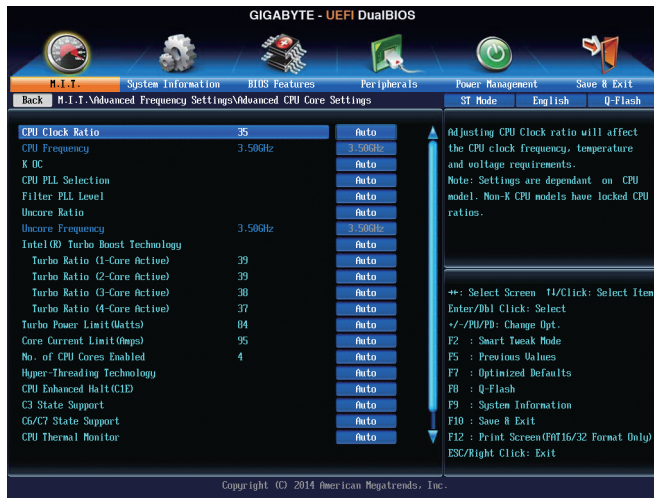 GIGABYTE - UEFI DualBIOS
M.I.T. System Information BIOS Features Peripherals Power Management Save & Exit
Back M.I.T.\Advanced Frequency Settings\Advanced CPU Core Settings ST Mode English Q-Flash
CPU Clock Ratio 35 Auto
CPU Frequency 3.50GHz 3.50GHz
K OC Auto
CPU PLL Selection Auto
Filter PLL Level Auto
Uncore Ratio Auto
Uncore Frequency 3.50GHz 3.50GHz
Intel(R) Turbo Boost Technology Auto
Turbo Ratio (1-Core Active) 39 Auto
Turbo Ratio (2-Core Active) 39 Auto
Turbo Ratio (3-Core Active) 38 Auto
Turbo Ratio (4-Core Active) 37 Auto
Turbo Power Limit(Watts) 84 Auto
Core Current Limit(Amps) 95 Auto
No. of CPU Cores Enabled 4 Auto
Hyper-Threading Technology Auto
CPU Enhanced Halt(C1E) Auto
C3 State Support Auto
C6/C7 State Support Auto
CPU Thermal Monitor Auto
Adjusting CPU Clock ratio will affect
the CPU clock frequency, temperature
and voltage requirements.
Note: Settings are dependant on CPU
model. Non-K CPU models have locked CPU
ratios.
↔: Select Screen ↑↓/Click: Select Item
Enter/Dbl Click: Select
+/-/PU/PD: Change Opt.
F2 : Smart Tweak Mode
F5 : Previous Values
F7 : Optimized Defaults
F8 : Q-Flash
F9 : System Information
F10 : Save & Exit
F12 : Print Screen(FAT16/32 Format Only)
ESC/Right Click: Exit
Copyright (C) 2014 American Megatrends, Inc.